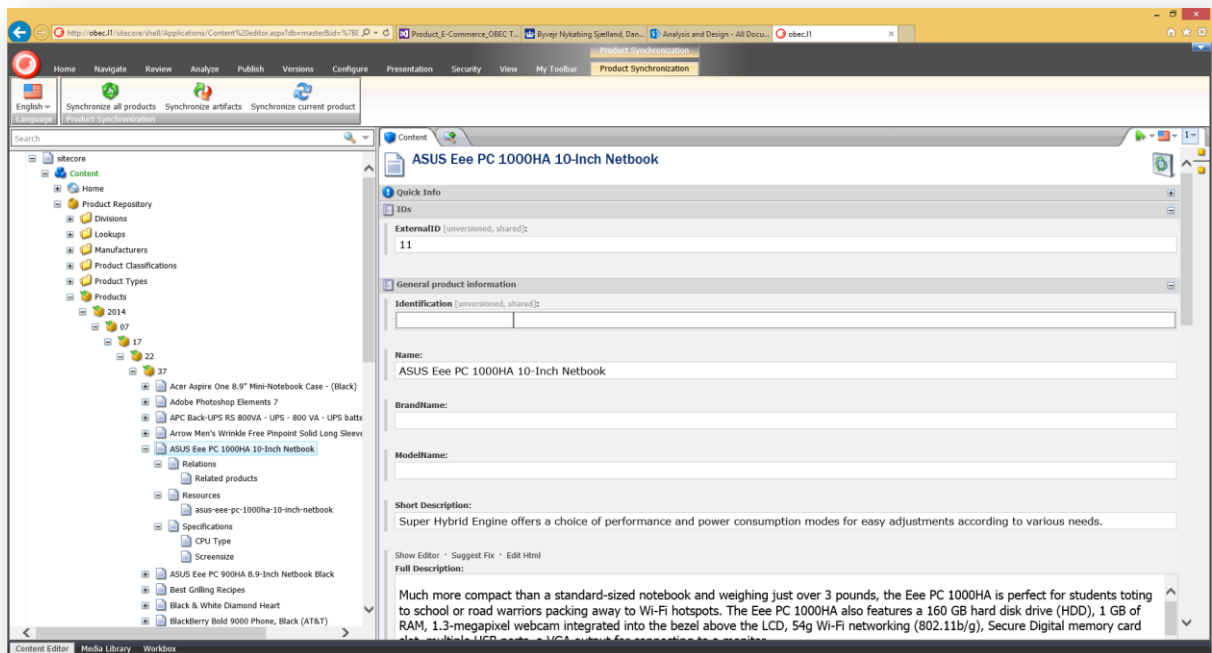 http://obec.l1/sitecore/shell/Applications/Content%20editor.aspx?db=master&id=%7B(
Product_E-Commerce_OBEC T...
Byvejr Nykøbing Sjælland, Dan...
Analysis and Design - All Docu...
obec.l1
Product Synchronization
Home Navigate Review Analyze Publish Versions Configure Presentation Security View My Toolbar Product Synchronization
English Synchronize all products Synchronize artifacts Synchronize current product
Language Product Synchronization
Search
sitecore
Content
Home
Product Repository
Divisions
Lookups
Manufacturers
Product Classifications
Product Types
Products
2014
07
17
22
37
Acer Aspire One 8.9" Mini-Notebook Case - (Black)
Adobe Photoshop Elements 7
APC Back-UPS RS 800VA - UPS - 800 VA - UPS batte
Arrow Men's Wrinkle Free Pinpoint Solid Long Sleeve
ASUS Eee PC 1000HA 10-Inch Netbook
Relations
Related products
Resources
asus-eee-pc-1000ha-10-inch-netbook
Specifications
CPU Type
Screensize
ASUS Eee PC 900HA 8.9-Inch Netbook Black
Best Grilling Recipes
Black & White Diamond Heart
BlackBerry Bold 9000 Phone, Black (AT&T)
Content
1
ASUS Eee PC 1000HA 10-Inch Netbook
Quick Info
IDs
ExternalID [unversioned, shared]:
11
General product information
Identification [unversioned, shared]:
Name:
ASUS Eee PC 1000HA 10-Inch Netbook
BrandName:
ModelName:
Short Description:
Super Hybrid Engine offers a choice of performance and power consumption modes for easy adjustments according to various needs.
Show Editor · Suggest Fix · Edit Html
Full Description:
Much more compact than a standard-sized notebook and weighing just over 3 pounds, the Eee PC 1000HA is perfect for students toting
to school or road warriors packing away to Wi-Fi hotspots. The Eee PC 1000HA also features a 160 GB hard disk drive (HDD), 1 GB of
RAM, 1.3-megapixel webcam integrated into the bezel above the LCD, 54g Wi-Fi networking (802.11b/g), Secure Digital memory card
slot, multiple USB ports, a VGA output for connecting to a monitor
Content Editor Media Library Workbox